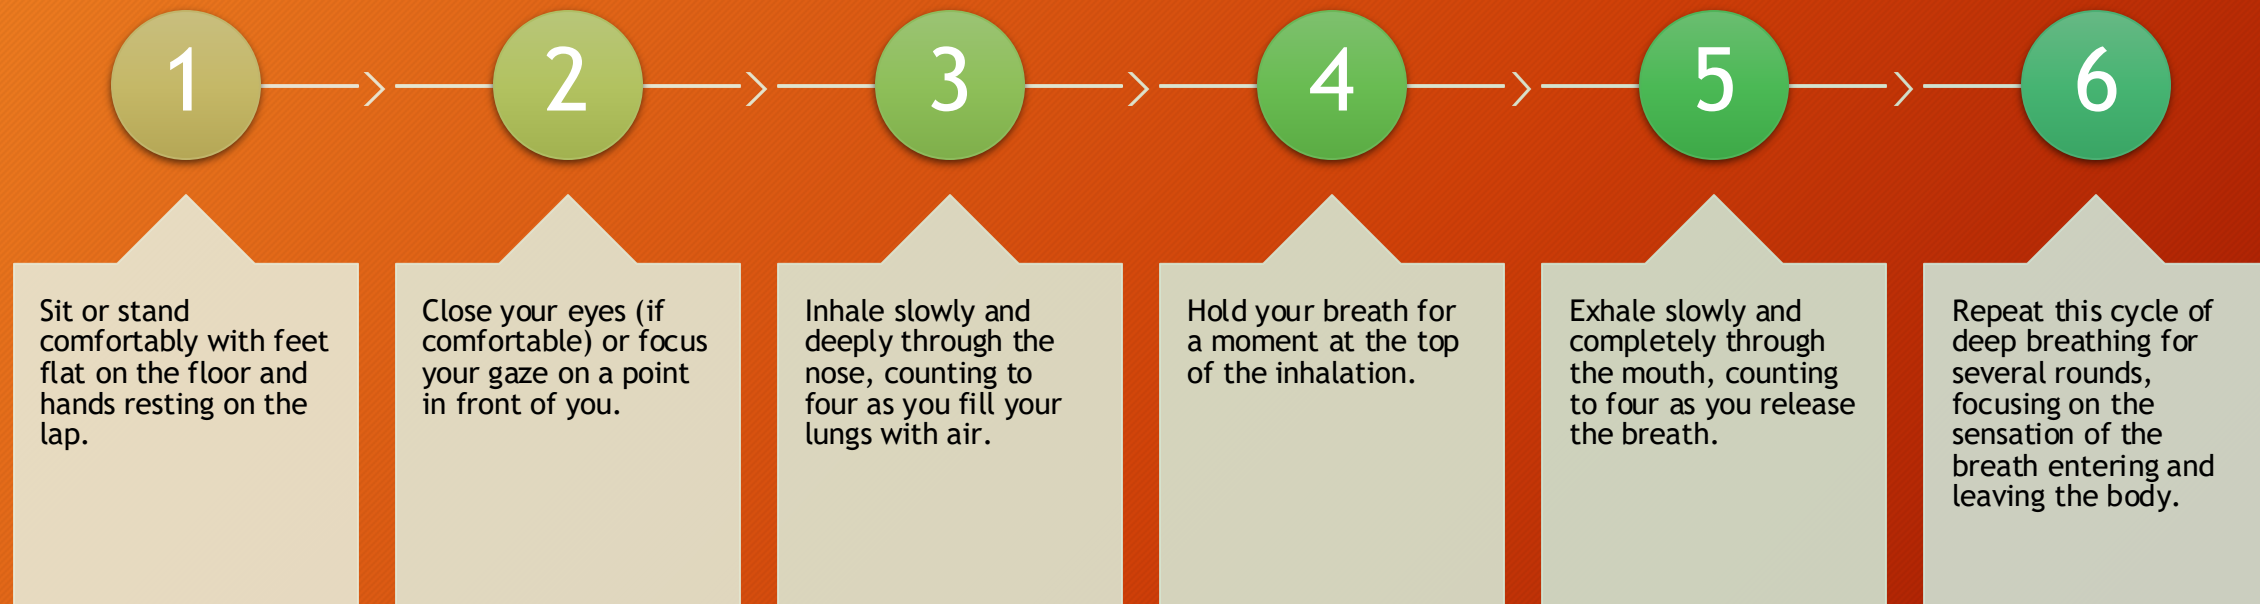 1
2
3
4
5
6
Sit or stand
comfortably with feet
flat on the floor and
hands resting on the
lap.
Close your eyes (if
comfortable) or focus
your gaze on a point
in front of you.
Inhale slowly and
deeply through the
nose, counting to
four as you fill your
lungs with air.
Hold your breath for
a moment at the top
of the inhalation.
Exhale slowly and
completely through
the mouth, counting
to four as you release
the breath.
Repeat this cycle of
deep breathing for
several rounds,
focusing on the
sensation of the
breath entering and
leaving the body.